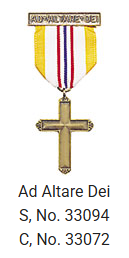 AD•ALTARE•DEI
Ad Altare Dei
S, No. 33094
C, No. 33072